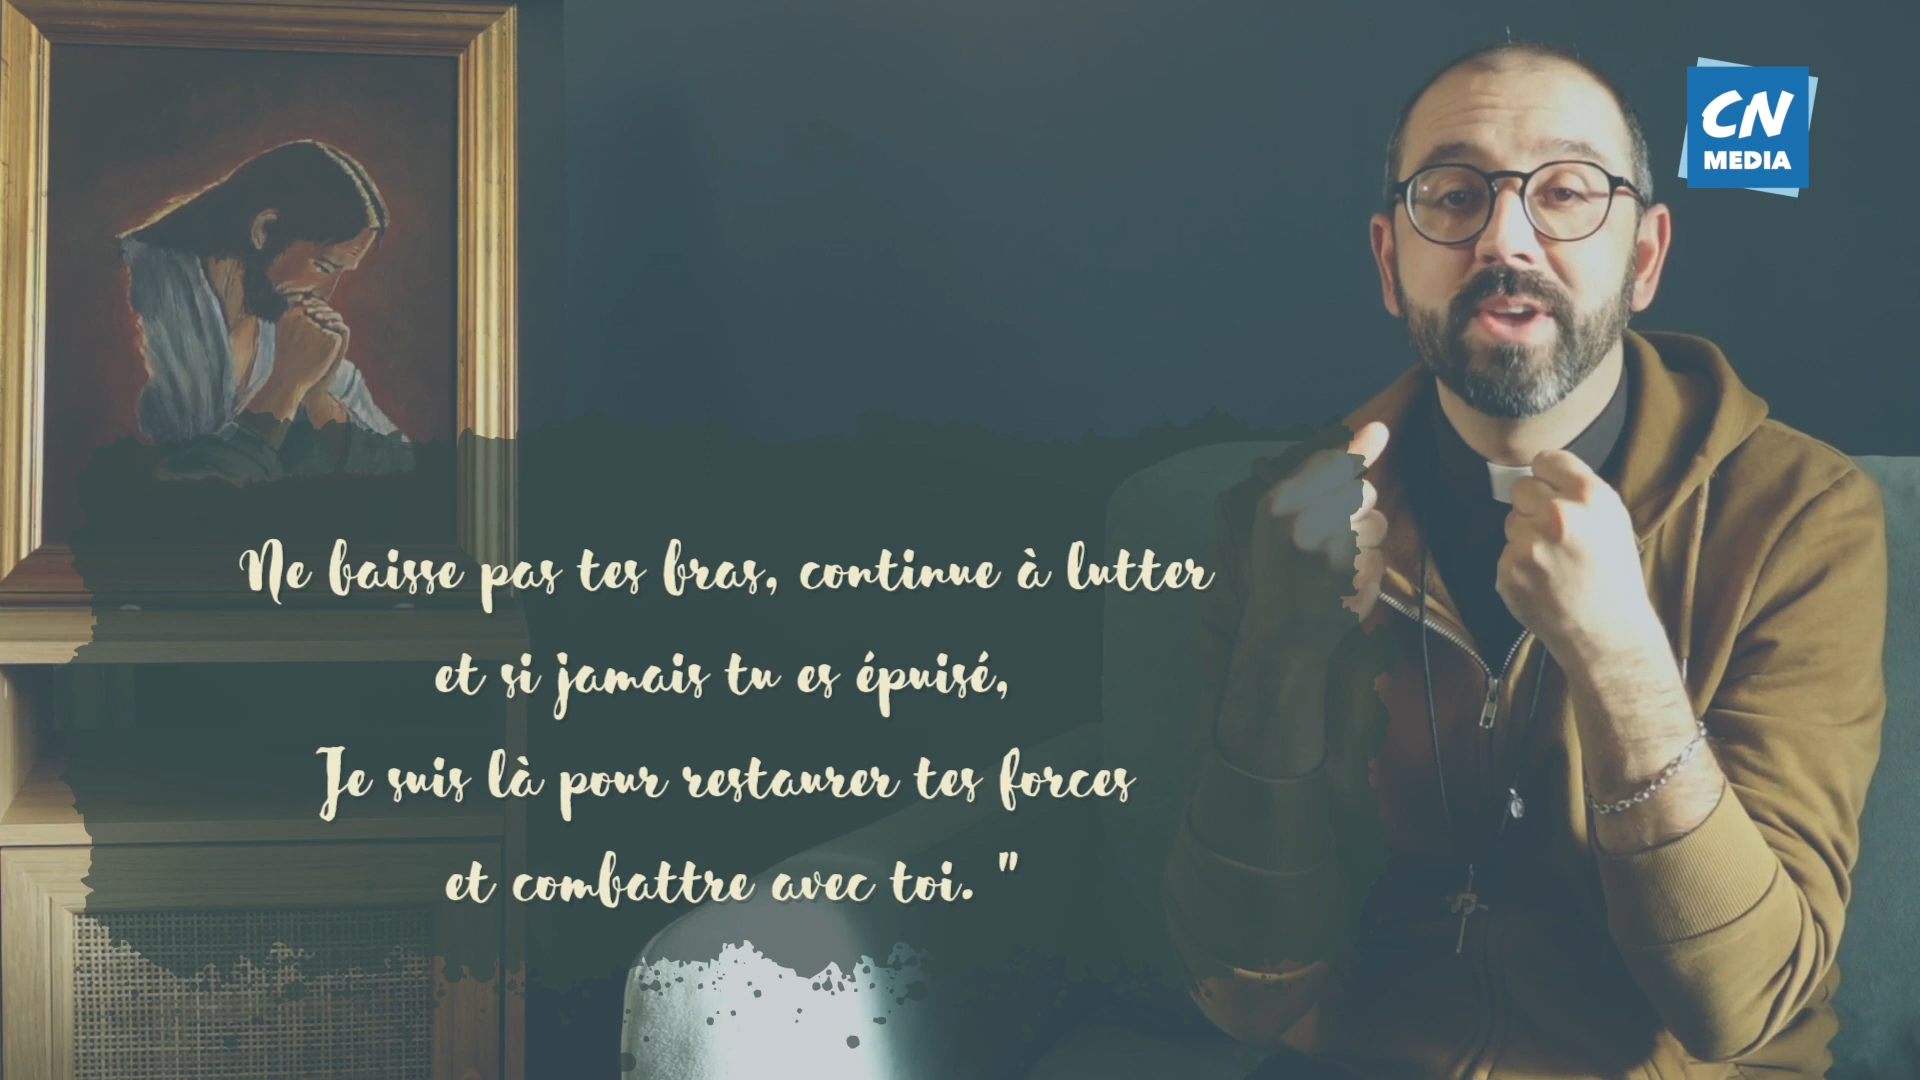 CN
MEDIA
Ne baisse pas tes bras, continue à lutter
et si jamais tu es épuisé,
Je suis là pour restaurer tes forces
et combattre avec toi. "